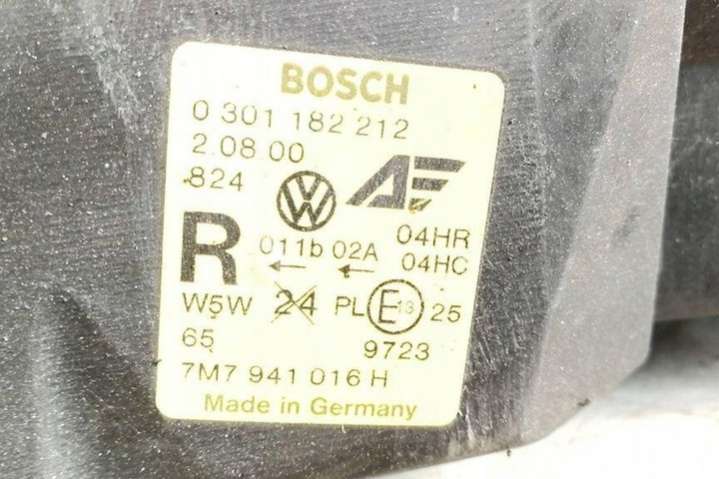 BOSCH
0 301 182 212
2.08.00
824
VW AF
R 011b 02A 04HR
← ← 04HC
W5W 24 PL E13 25
65 9723
7M7 941 016 H
Made in Germany